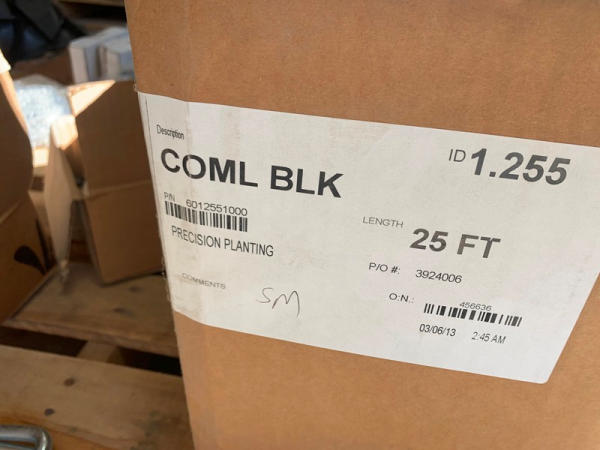 Description
COML BLK
ID 1.255
P/N 6012551000
PRECISION PLANTING
LENGTH 25 FT
P/O #: 3924006
COMMENTS
SM
O:N.: 456636
03/06/13 2:45 AM